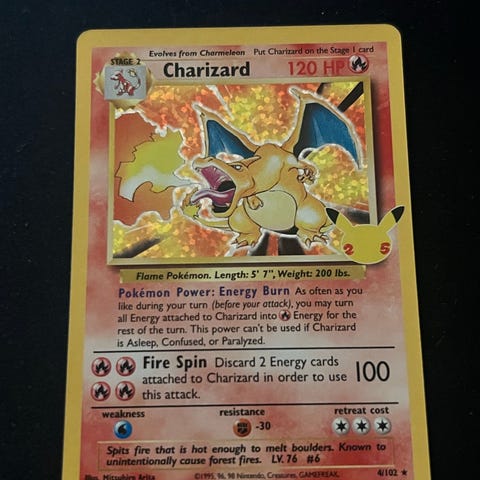 Evolves from Charmeleon Put Charizard on the Stage 1 card
STAGE 2
Charizard 120 HP
25
Flame Pokémon. Length: 5' 7", Weight: 200 lbs.
Pokémon Power: Energy Burn As often as you
like during your turn (before your attack), you may turn
all Energy attached to Charizard into Energy for the
rest of the turn. This power can't be used if Charizard
is Asleep, Confused, or Paralyzed.
Fire Spin Discard 2 Energy cards
attached to Charizard in order to use 100
this attack.
weakness resistance retreat cost
-30
Spits fire that is hot enough to melt boulders. Known to
unintentionally cause forest fires. LV. 76 #6
Illus. Mitsuhiro Arita ©1995, 96, 98 Nintendo, Creatures, GAMEFREAK. 4/102 ★